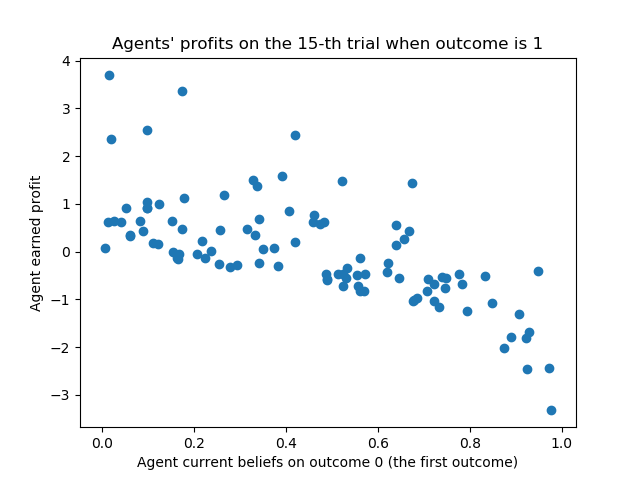 Agents' profits on the 15-th trial when outcome is 1
Agent earned profit
4
3
2
1
0
−1
−2
−3
0.0 0.2 0.4 0.6 0.8 1.0
Agent current beliefs on outcome 0 (the first outcome)